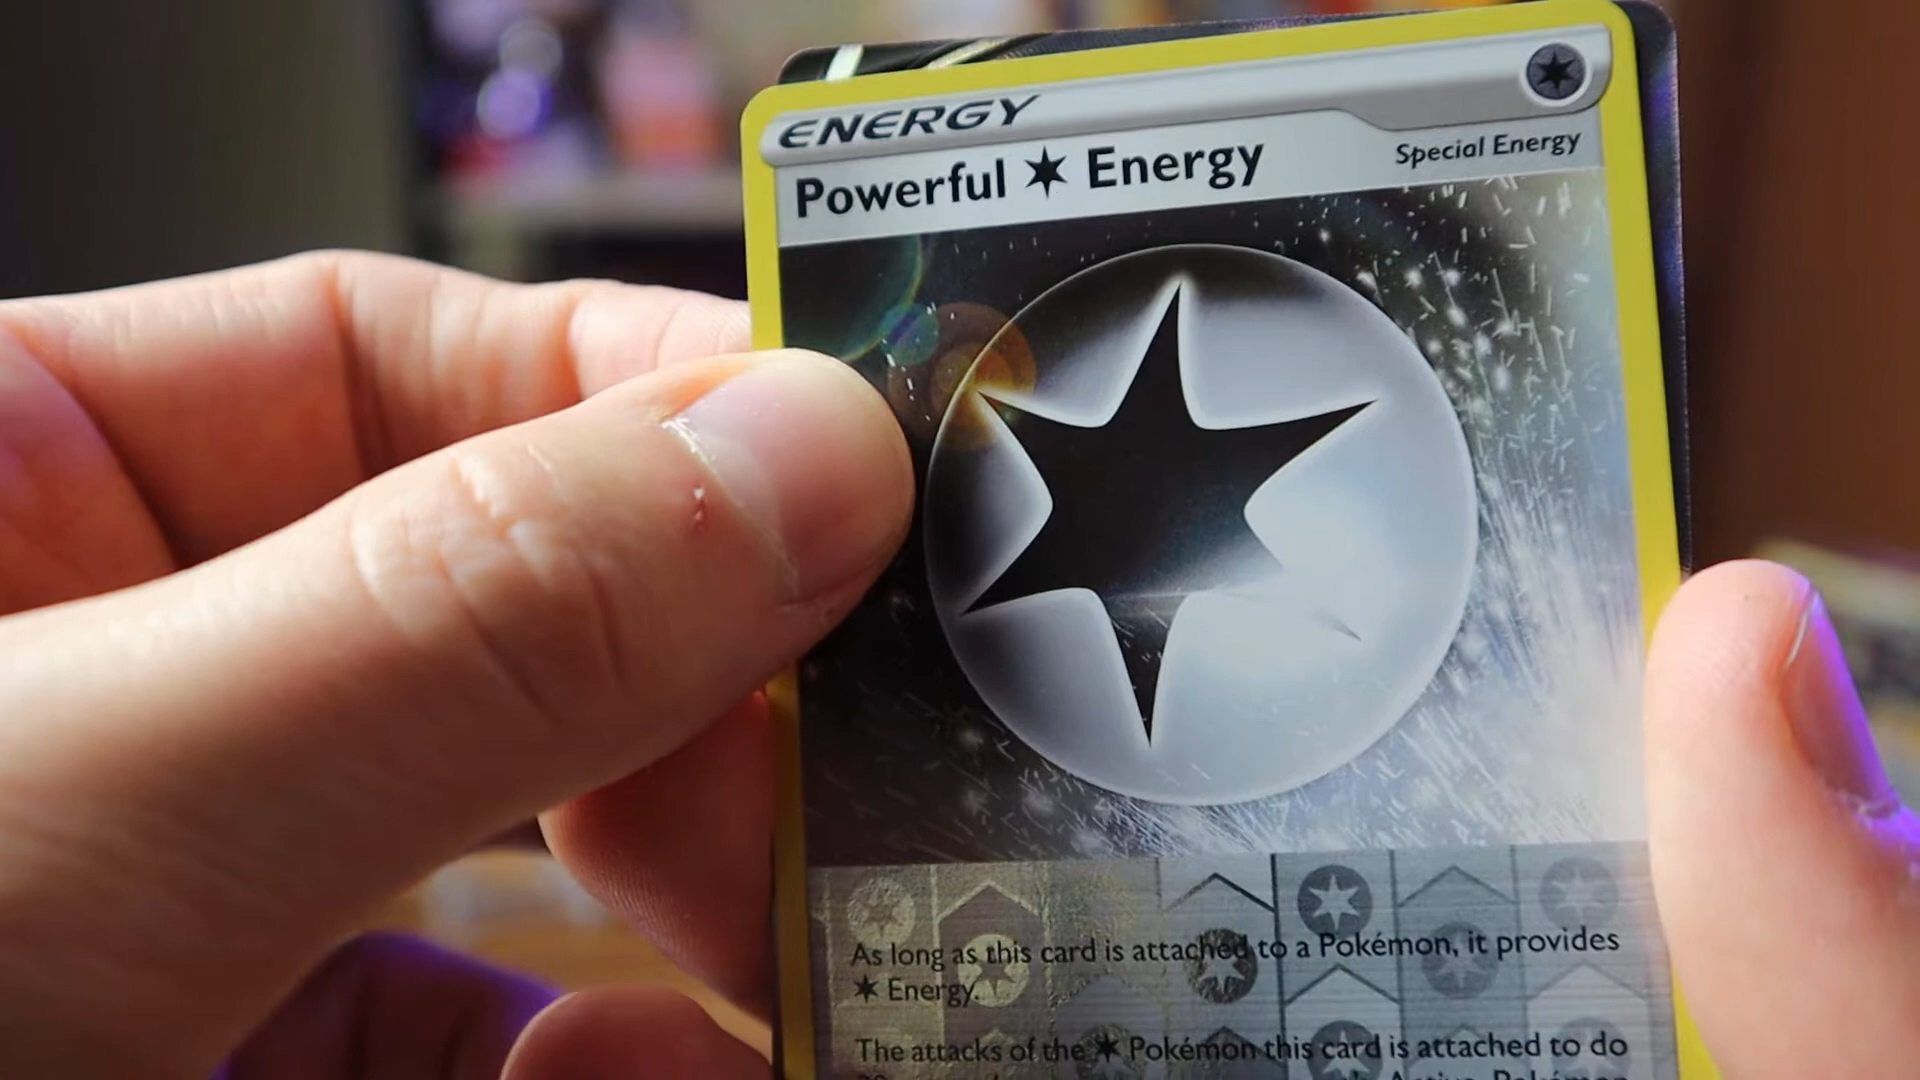 ENERGY
Powerful ✶ Energy
Special Energy
As long as this card is attached to a Pokémon, it provides
✶ Energy.
The attacks of the ✶ Pokémon this card is attached to do